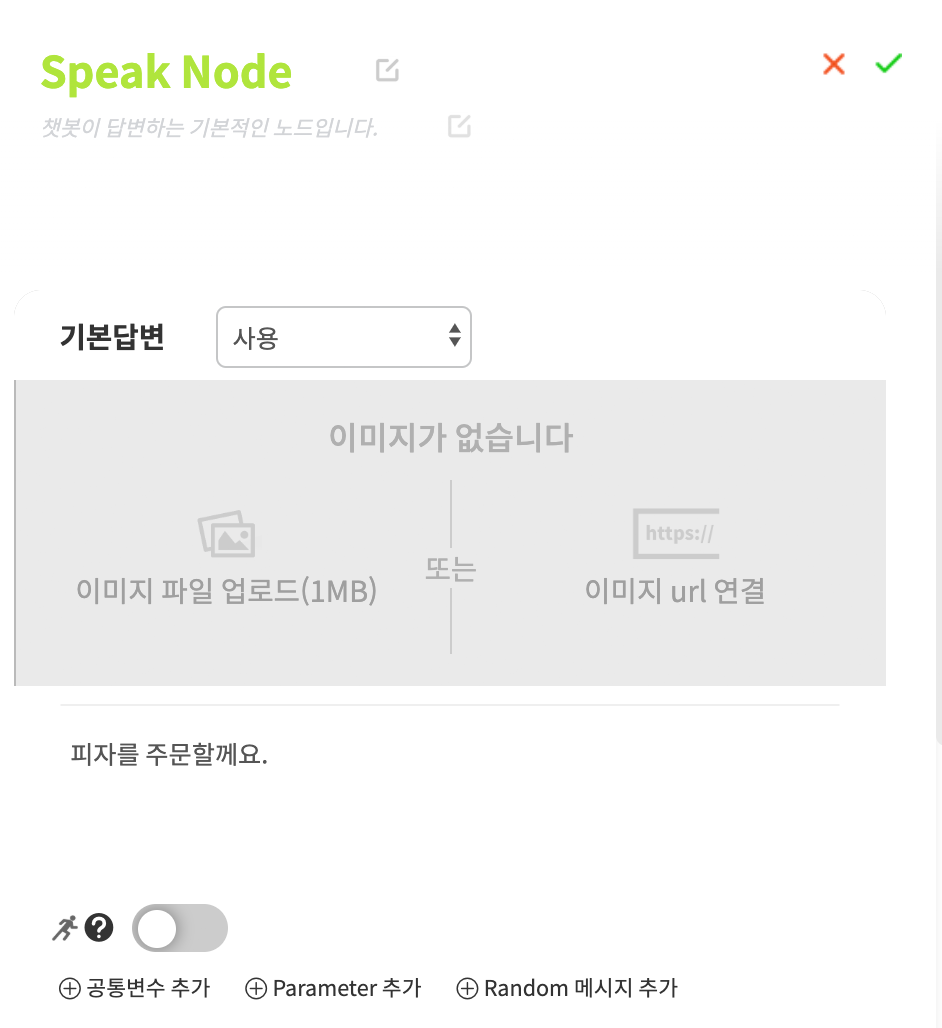 Speak Node
챗봇이 답변하는 기본적인 노드입니다.
기본답변 사용
이미지가 없습니다
https://
또는
이미지 파일 업로드(1MB) 이미지 url 연결
피자를 주문할께요.
?
공통변수 추가 Parameter 추가 Random 메시지 추가